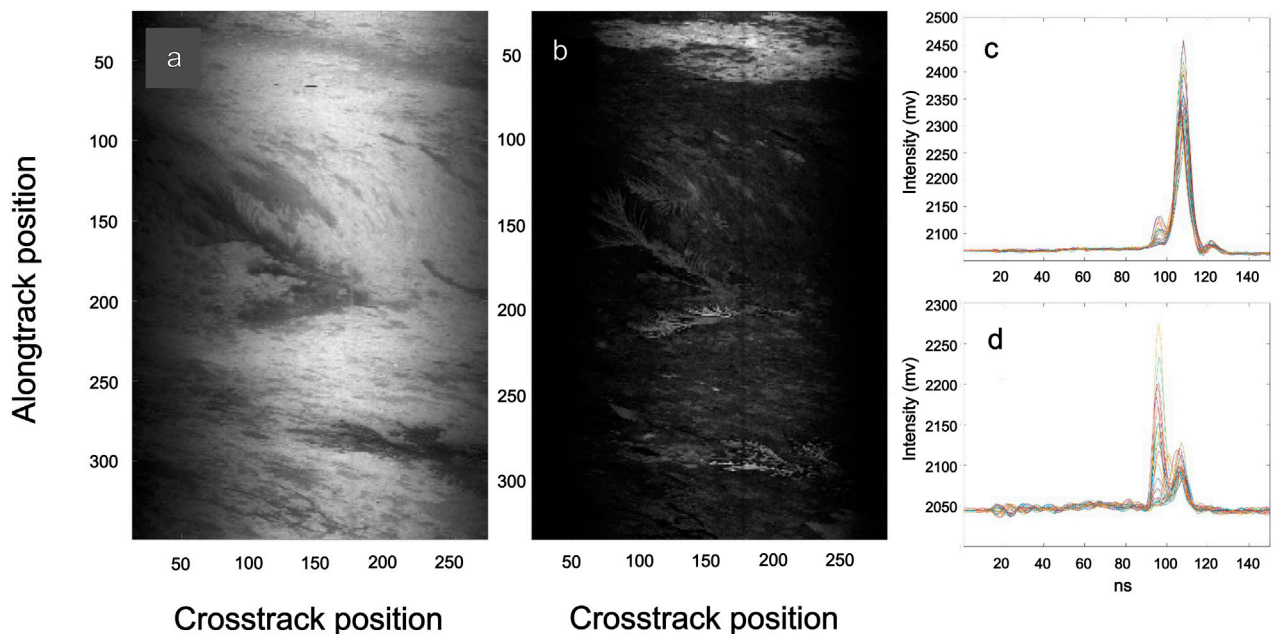 Alongtrack position
a
50
100
150
200
250
300
50 100 150 200 250
Crosstrack position
b
50
100
150
200
250
300
50 100 150 200 250
Crosstrack position
c
Intensity (mv)
2500
2450
2400
2350
2300
2250
2200
2150
2100
20 40 60 80 100 120 140
d
Intensity (mv)
2300
2250
2200
2150
2100
2050
20 40 60 80 100 120 140
ns